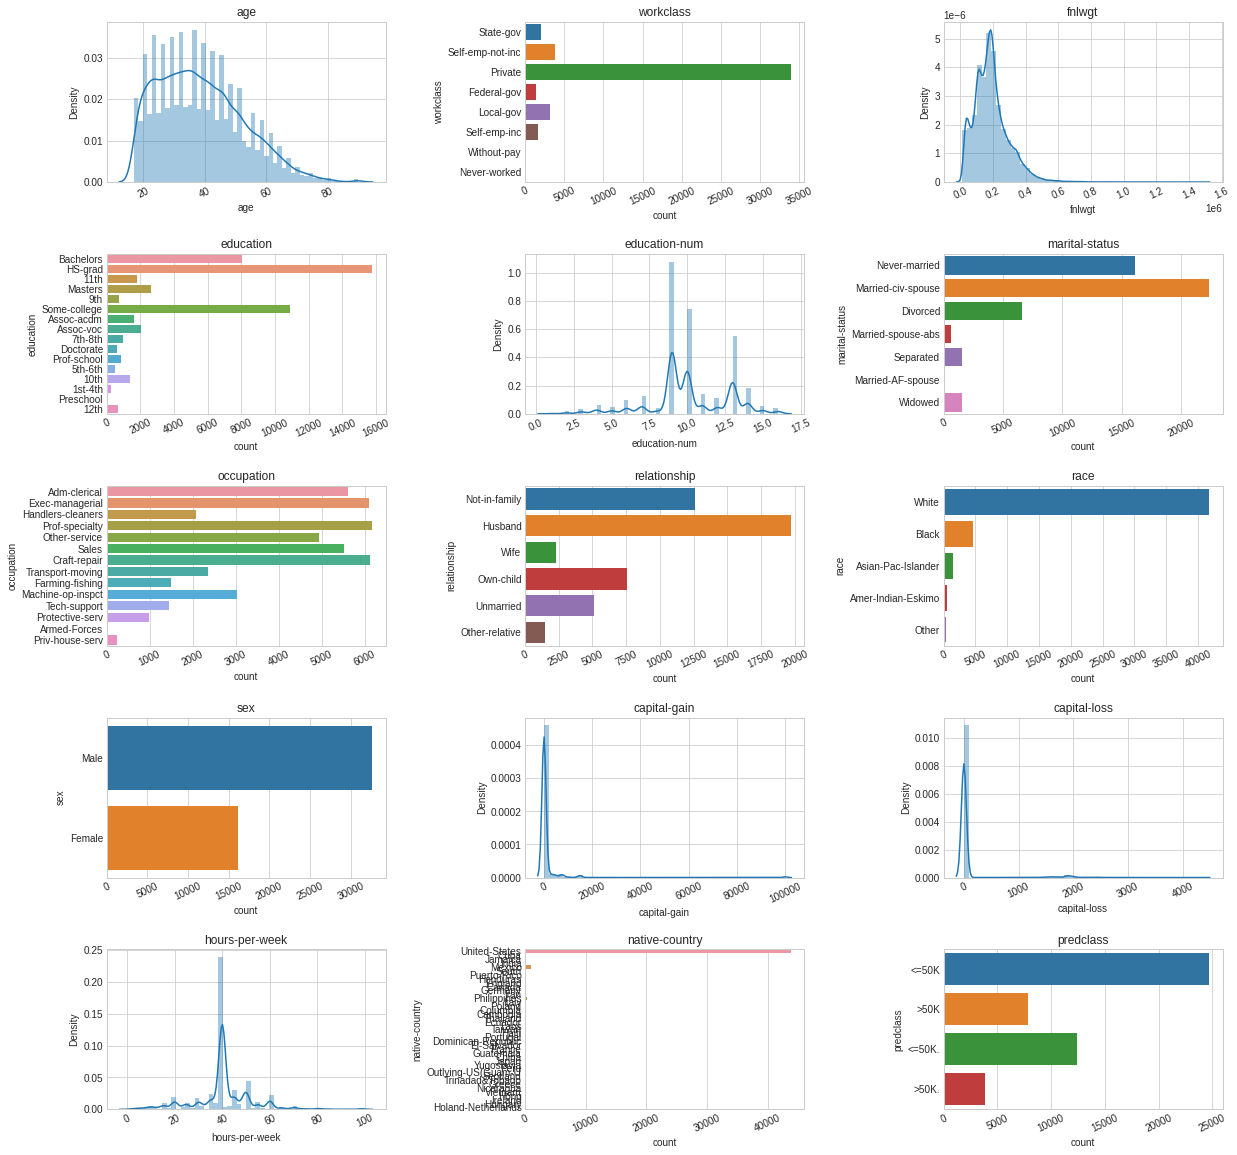 age
Density
0.03
0.02
0.01
0.00
20
40
60
80
age
workclass
workclass
State-gov
Self-emp-not-inc
Private
Federal-gov
Local-gov
Self-emp-inc
Without-pay
Never-worked
0
5000
10000
15000
20000
25000
30000
35000
count
fnlwgt
1e−6
Density
5
4
3
2
1
0
0.0
0.2
0.4
0.6
0.8
1.0
1.2
1.4
1.6
1e6
fnlwgt
education
education
Bachelors
HS-grad
11th
Masters
9th
Some-college
Assoc-acdm
Assoc-voc
7th-8th
Doctorate
Prof-school
5th-6th
10th
1st-4th
Preschool
12th
0
2000
4000
6000
8000
10000
12000
14000
16000
count
education-num
Density
1.0
0.8
0.6
0.4
0.2
0.0
0.0
2.5
5.0
7.5
10.0
12.5
15.0
17.5
education-num
marital-status
marital-status
Never-married
Married-civ-spouse
Divorced
Married-spouse-abs
Separated
Married-AF-spouse
Widowed
0
5000
10000
15000
20000
count
occupation
occupation
Adm-clerical
Exec-managerial
Handlers-cleaners
Prof-specialty
Other-service
Sales
Craft-repair
Transport-moving
Farming-fishing
Machine-op-inspct
Tech-support
Protective-serv
Armed-Forces
Priv-house-serv
0
1000
2000
3000
4000
5000
6000
count
relationship
relationship
Not-in-family
Husband
Wife
Own-child
Unmarried
Other-relative
0
2500
5000
7500
10000
12500
15000
17500
20000
count
race
race
White
Black
Asian-Pac-Islander
Amer-Indian-Eskimo
Other
0
5000
10000
15000
20000
25000
30000
35000
40000
count
sex
sex
Male
Female
0
5000
10000
15000
20000
25000
30000
count
capital-gain
Density
0.0004
0.0003
0.0002
0.0001
0.0000
0
20000
40000
60000
80000
100000
capital-gain
capital-loss
Density
0.010
0.008
0.006
0.004
0.002
0.000
0
1000
2000
3000
4000
capital-loss
hours-per-week
Density
0.25
0.20
0.15
0.10
0.05
0.00
0
20
40
60
80
100
hours-per-week
native-country
native-country
United-States
Jamaica
Mexico
Puerto-Rico
Philippines
Dominican-Republic
El-Salvador
Guatemala
Yugoslavia
Trinadad&Tobago
Nicaragua
Vietnam
Hungary
Holand-Netherlands
0
10000
20000
30000
40000
count
predclass
predclass
<=50K
>50K
<=50K.
>50K.
0
5000
10000
15000
20000
25000
count